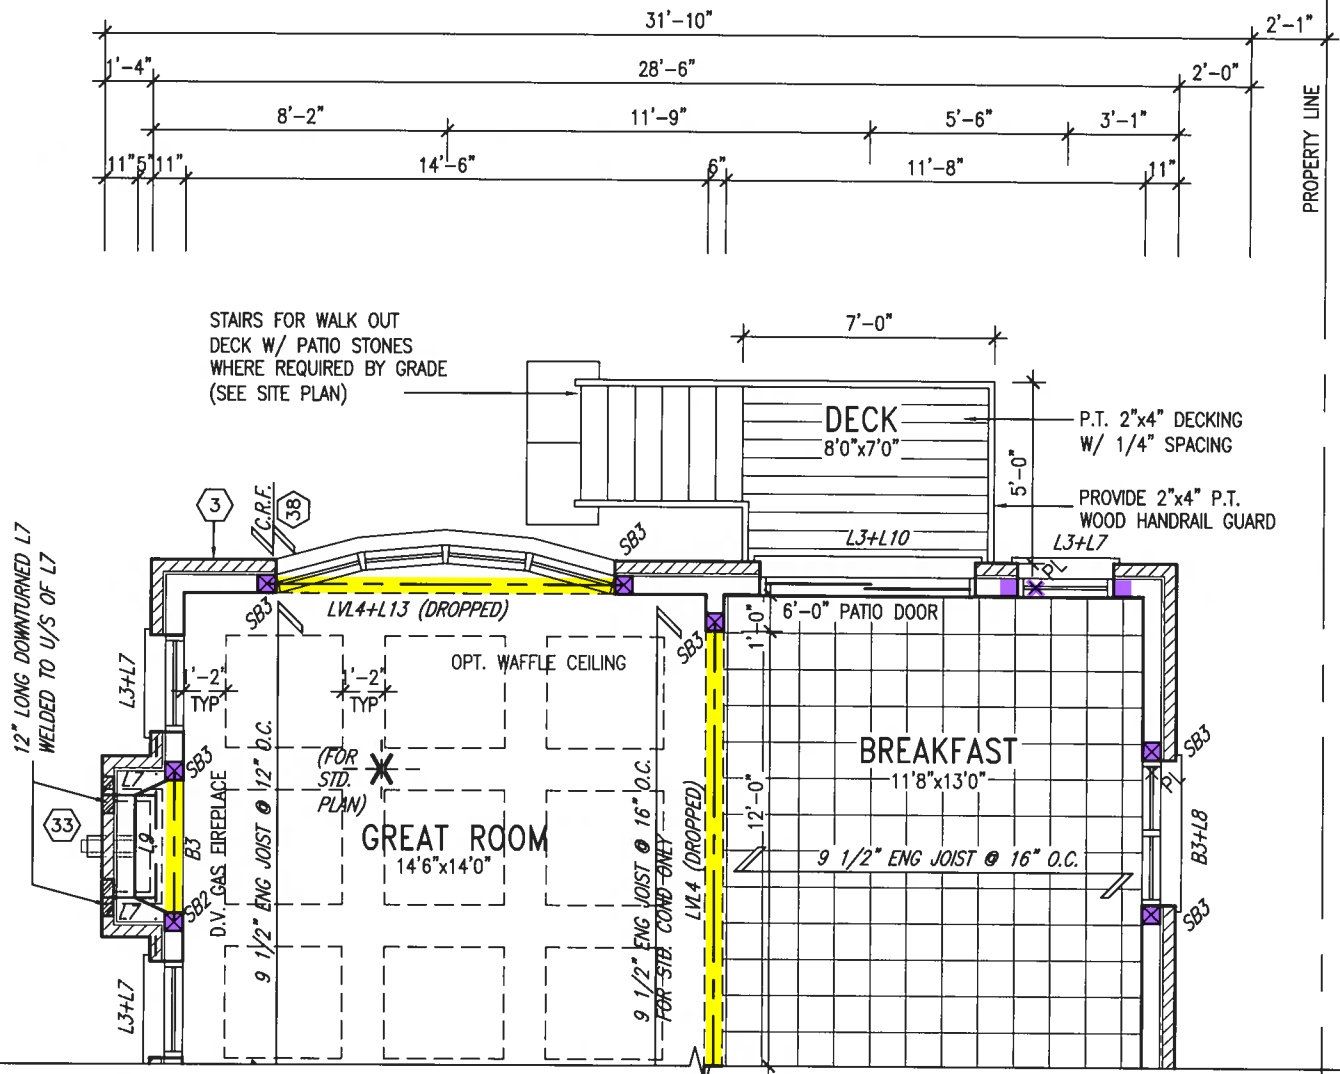 31'-10"
2'-1"
1'-4"
28'-6"
2'-0"
8'-2"
11'-9"
5'-6"
3'-1"
11"
5"
11"
14'-6"
6"
11'-8"
11"
PROPERTY LINE
STAIRS FOR WALK OUT
DECK W/ PATIO STONES
WHERE REQUIRED BY GRADE
(SEE SITE PLAN)
7'-0"
DECK
8'0"x7'0"
P.T. 2"x4" DECKING
W/ 1/4" SPACING
5'-0"
PROVIDE 2"x4" P.T.
WOOD HANDRAIL GUARD
3
C.R.F.
38
SB3
L3+L10
L3+L7
PL
12" LONG DOWNTURNED L7
WELDED TO U/S OF L7
SB3
LVL4+L13 (DROPPED)
SB3
6'-0" PATIO DOOR
1'-0"
L3+L7
1'-2"
TYP
1'-2"
TYP
OPT. WAFFLE CEILING
(FOR
STD.
PLAN)
SB3
L7
33
L9
B3
L7
SB2
D.V. GAS FIREPLACE
9 1/2" ENG JOIST @ 12" O.C.
GREAT ROOM
14'6"x14'0"
9 1/2" ENG JOIST @ 16" O.C.
FOR STD. COND ONLY
LVL4 (DROPPED)
12'-0"
BREAKFAST
11'8"x13'0"
9 1/2" ENG JOIST @ 16" O.C.
SB3
PL
B3+L8
SB3
L3+L7